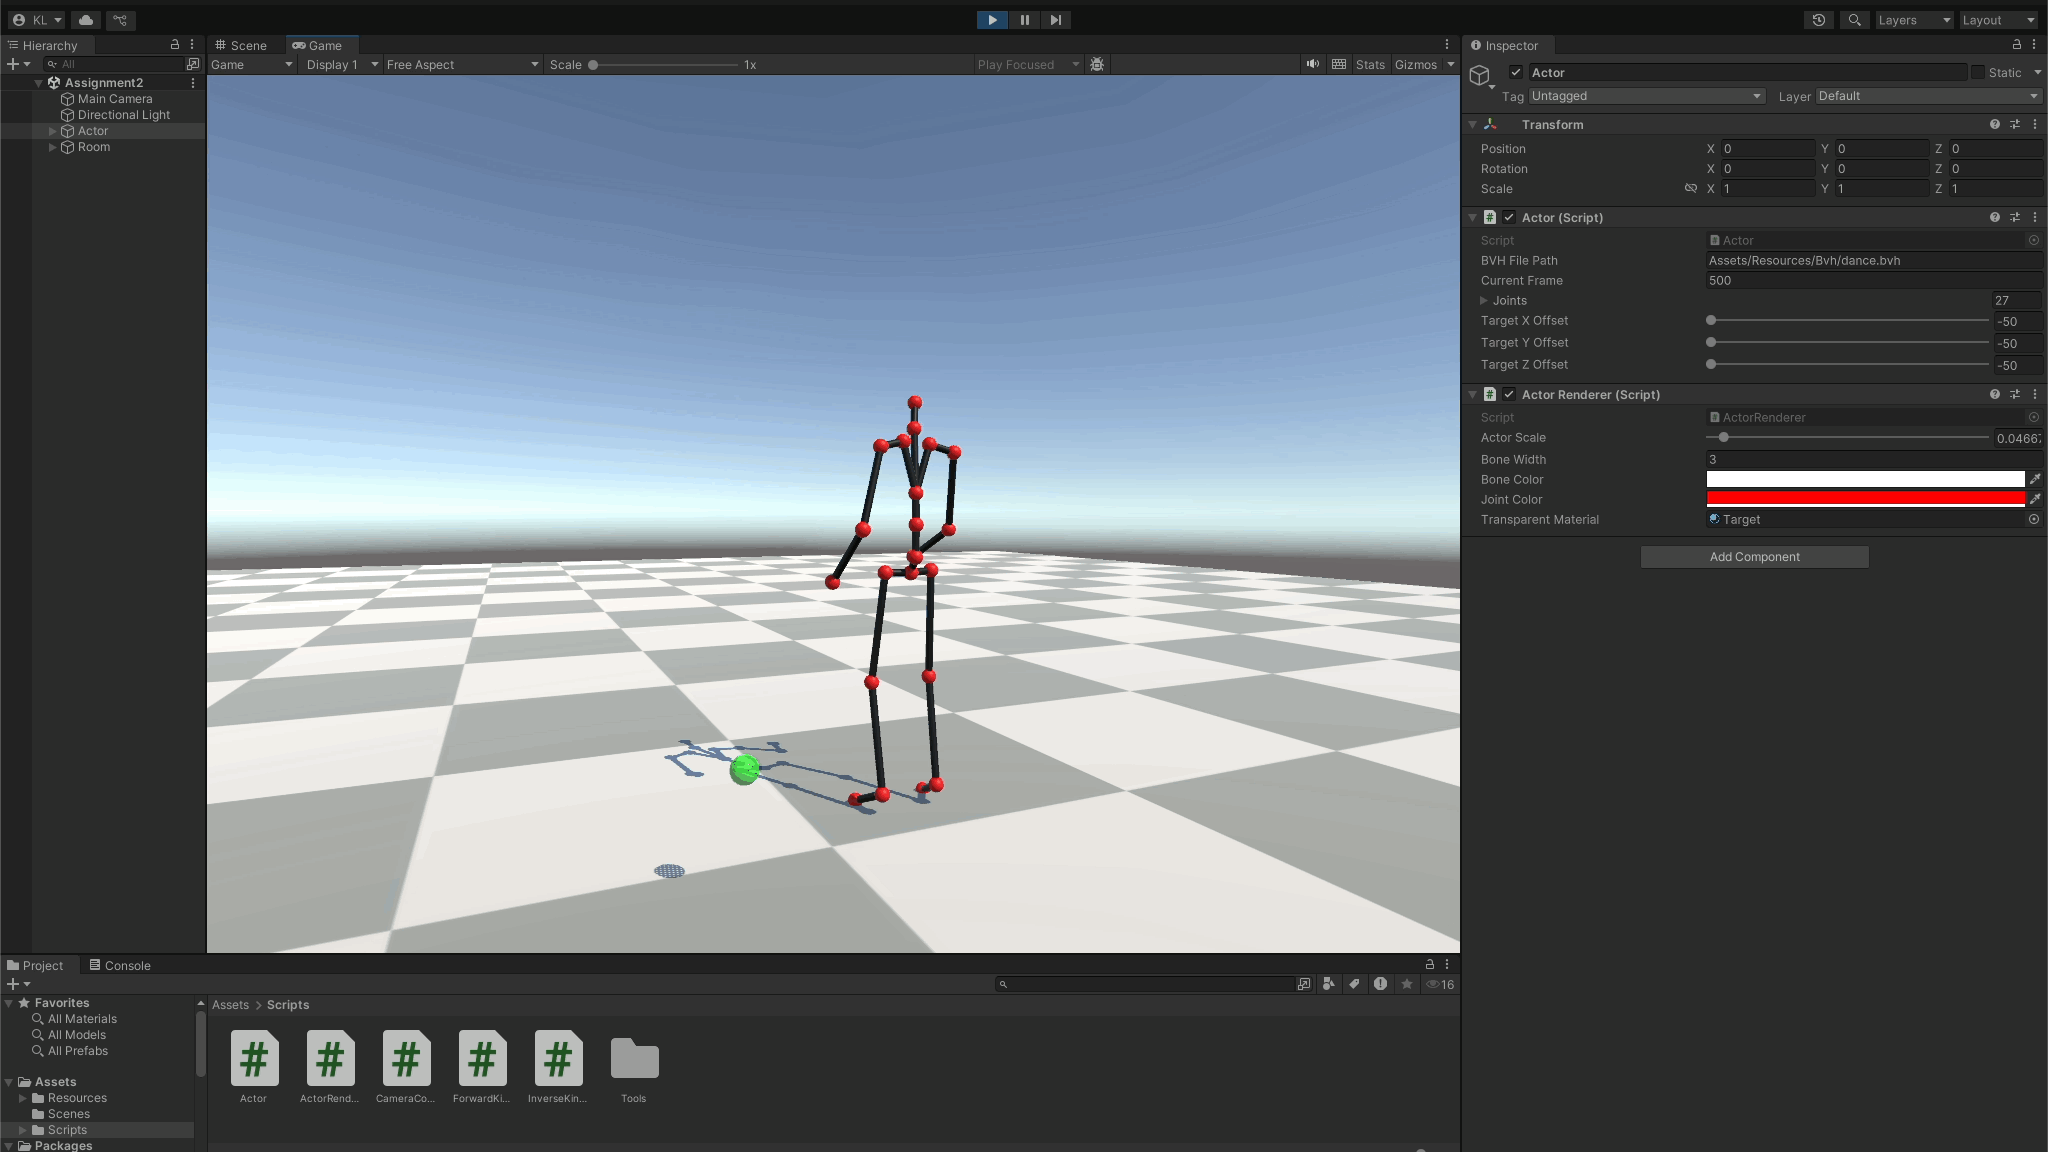 KL
Layers
Layout
Hierarchy
All
Assignment2
Main Camera
Directional Light
Actor
Room
Scene
Game
Game
Display 1
Free Aspect
Scale
1x
Play Focused
Stats
Gizmos
Inspector
Actor
Static
Tag
Untagged
Layer
Default
Transform
Position
X 0 Y 0 Z 0
Rotation
X 0 Y 0 Z 0
Scale
X 1 Y 1 Z 1
# Actor (Script)
Script
Actor
BVH File Path
Assets/Resources/Bvh/dance.bvh
Current Frame
500
Joints
27
Target X Offset
-50
Target Y Offset
-50
Target Z Offset
-50
# Actor Renderer (Script)
Script
ActorRenderer
Actor Scale
0.04667
Bone Width
3
Bone Color
Joint Color
Transparent Material
Target
Add Component
Project
Console
16
Favorites
All Materials
All Models
All Prefabs
Assets
Resources
Scenes
Scripts
Packages
Assets > Scripts
# # # # #
Actor
ActorRend...
CameraCo...
ForwardKi...
InverseKin...
Tools